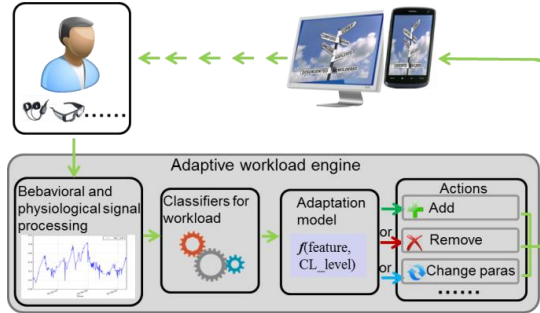 ......
Adaptive workload engine
Bebavioral and
physiological signal
processing
Classifiers for
workload
Adaptation
model
f(feature,
CL_level)
Actions
Add
or
Remove
or
Change paras
......